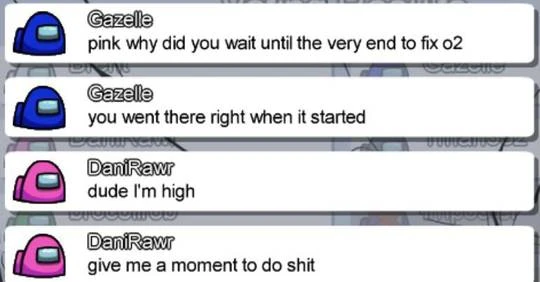 Gazelle
pink why did you wait until the very end to fix o2
Gazelle
you went there right when it started
DaniRawr
dude I'm high
DaniRawr
give me a moment to do shit